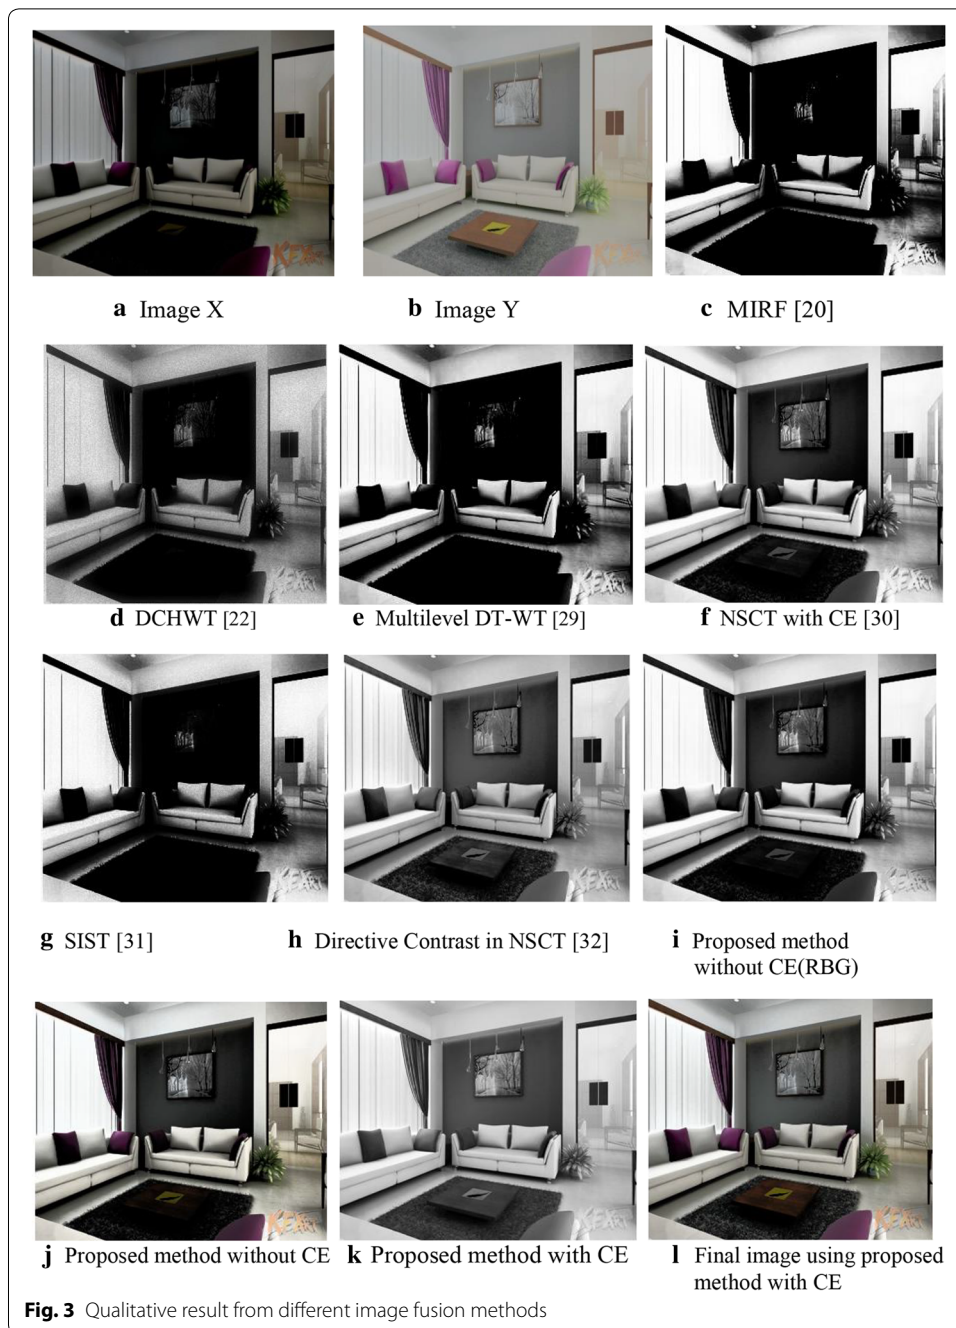 a Image X
b Image Y
c MIRF [20]
d DCHWT [22]
e Multilevel DT-WT [29]
f NSCT with CE [30]
g SIST [31]
h Directive Contrast in NSCT [32]
i Proposed method
without CE(RBG)
j Proposed method without CE
k Proposed method with CE
l Final image using proposed
method with CE
Fig. 3 Qualitative result from different image fusion methods